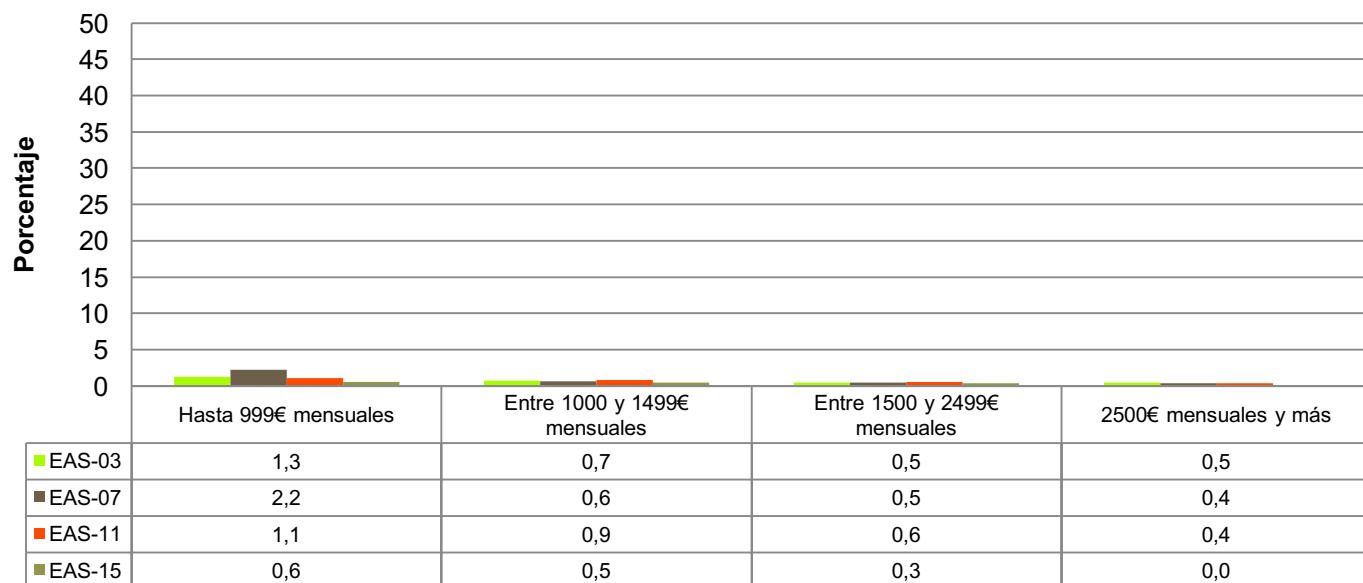 50
45
40
35
30
25
20
15
10
5
0
Porcentaje
Hasta 999€ mensuales
Entre 1000 y 1499€
mensuales
Entre 1500 y 2499€
mensuales
2500€ mensuales y más
EAS-03 1,3 0,7 0,5 0,5
EAS-07 2,2 0,6 0,5 0,4
EAS-11 1,1 0,9 0,6 0,4
EAS-15 0,6 0,5 0,3 0,0